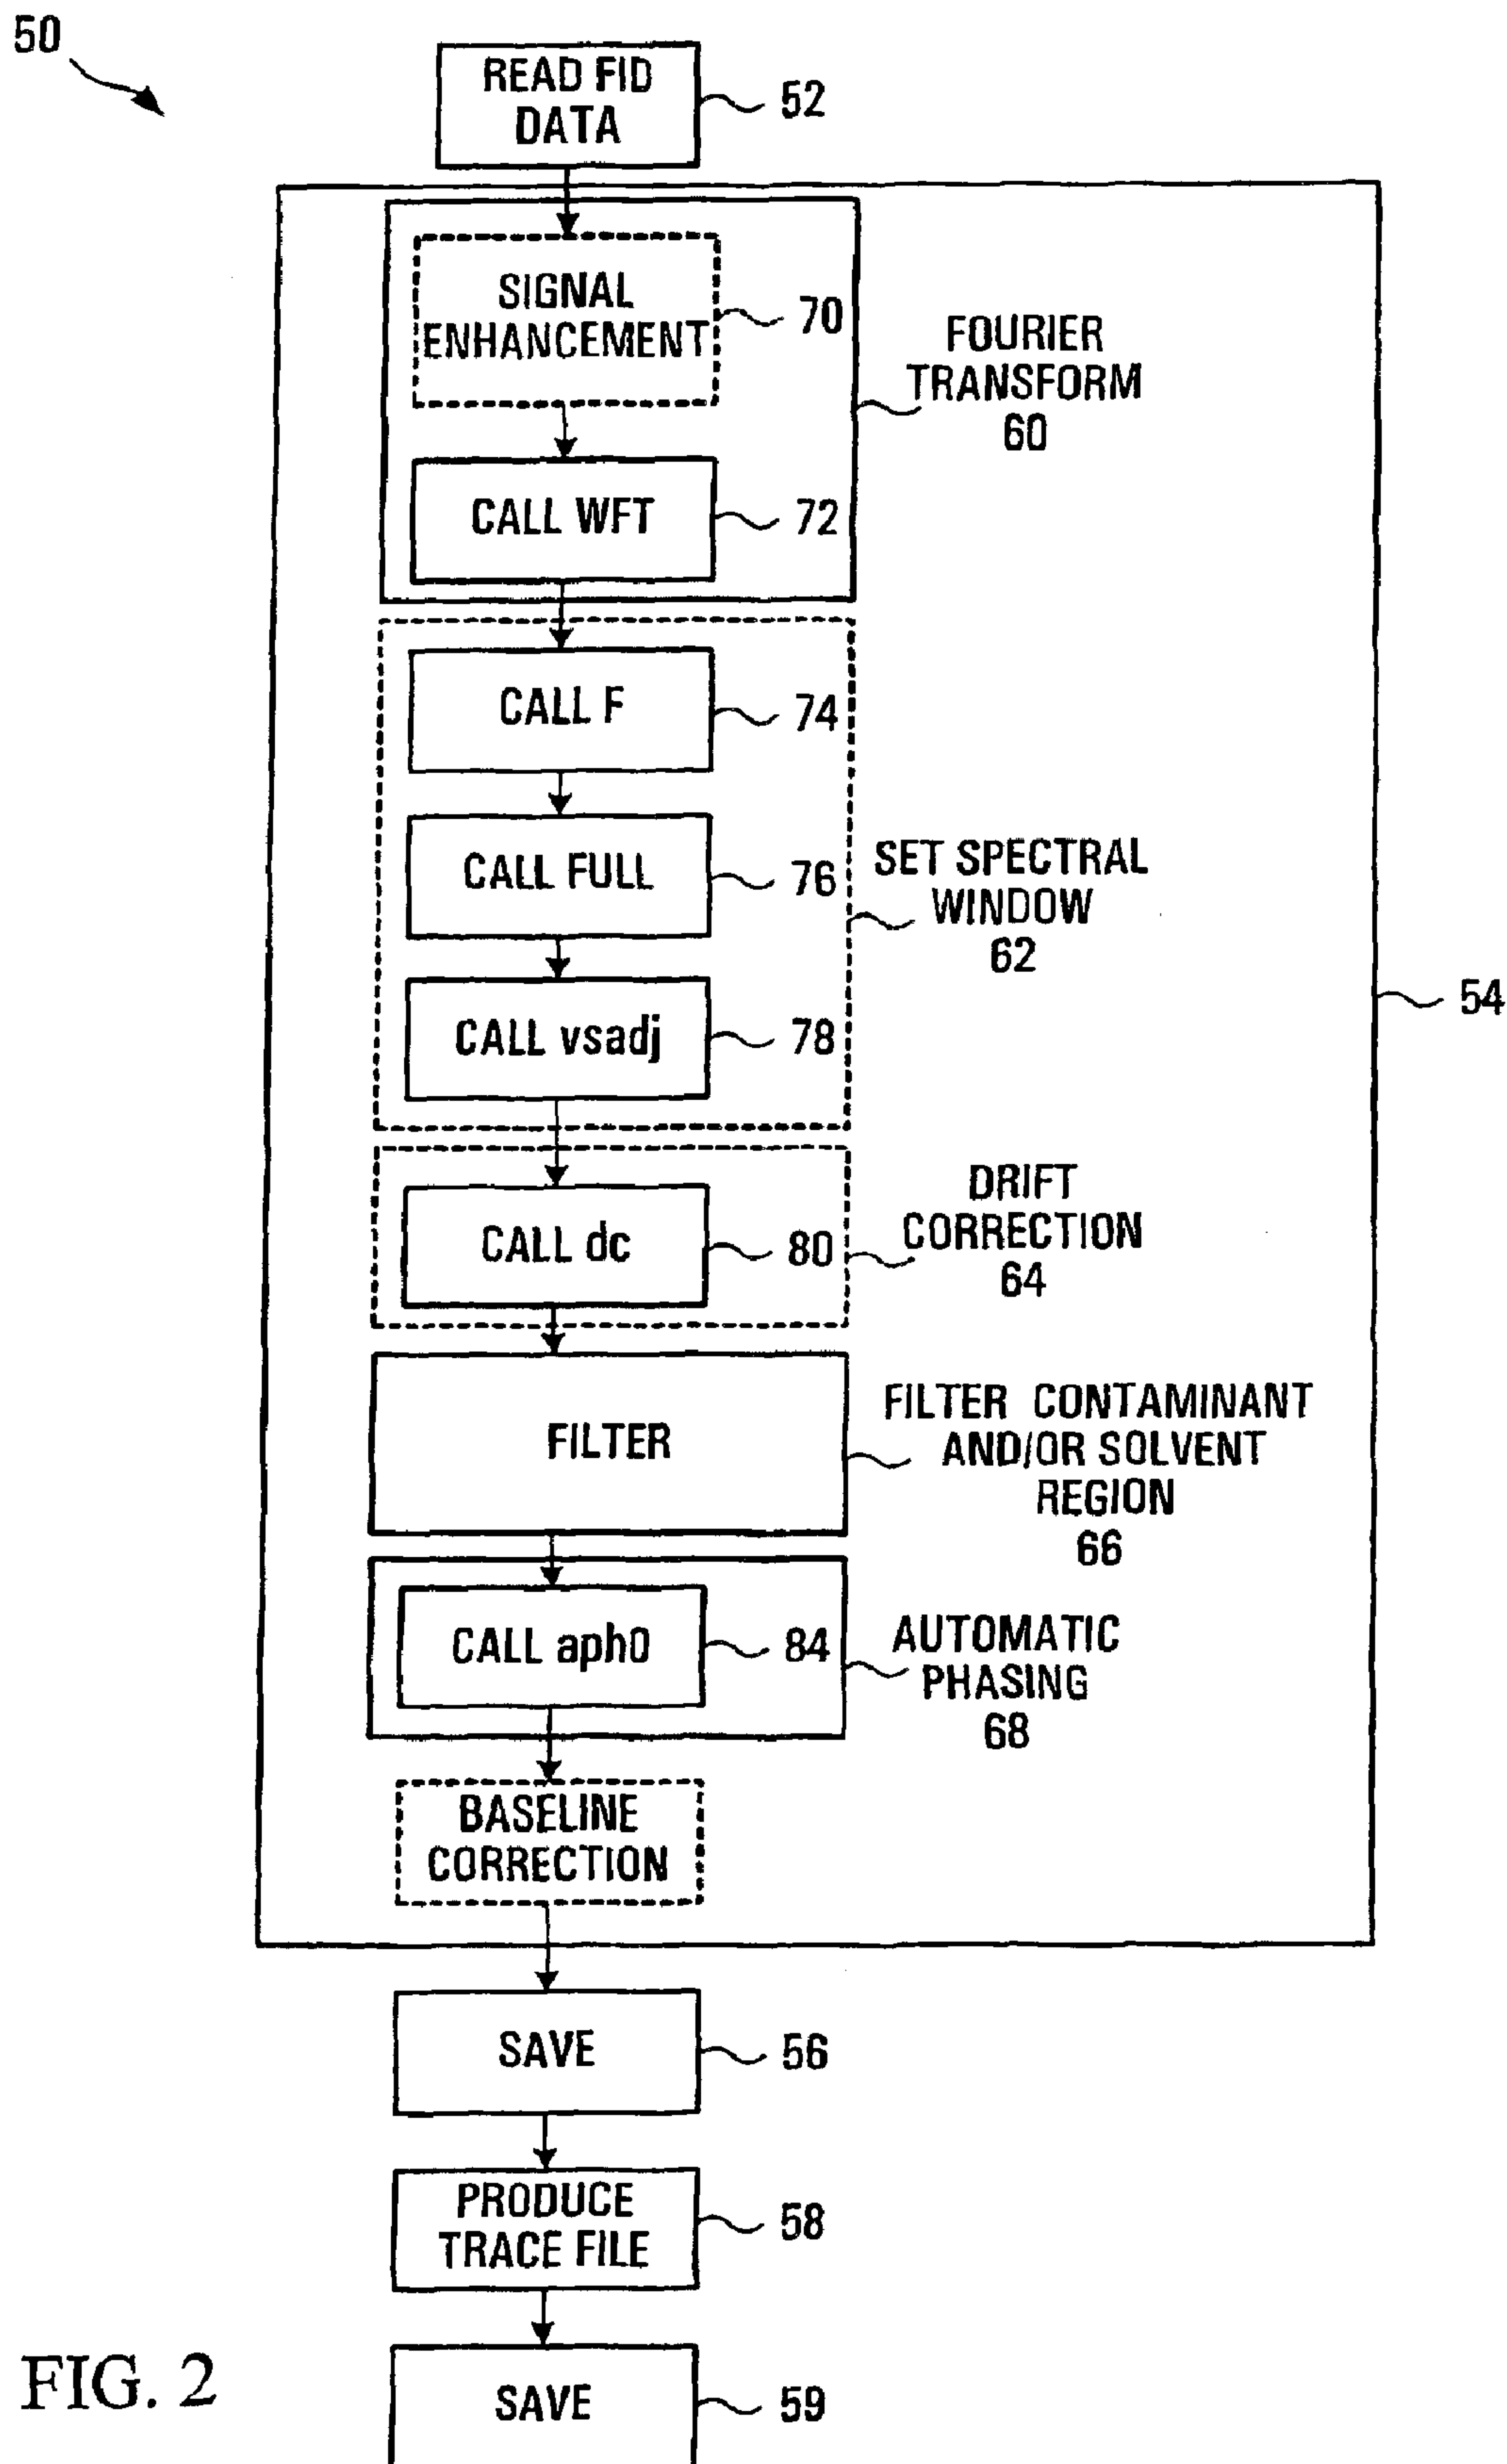 50
READ FID
DATA
52
SIGNAL
ENHANCEMENT
70
FOURIER
TRANSFORM
60
CALL WFT
72
CALL F
74
CALL FULL
76
SET SPECTRAL
WINDOW
62
CALL vsadj
78
54
CALL dc
80
DRIFT
CORRECTION
64
FILTER
FILTER CONTAMINANT
AND/OR SOLVENT
REGION
66
CALL aph0
84
AUTOMATIC
PHASING
68
BASELINE
CORRECTION
SAVE
56
PRODUCE
TRACE FILE
58
SAVE
59
FIG. 2